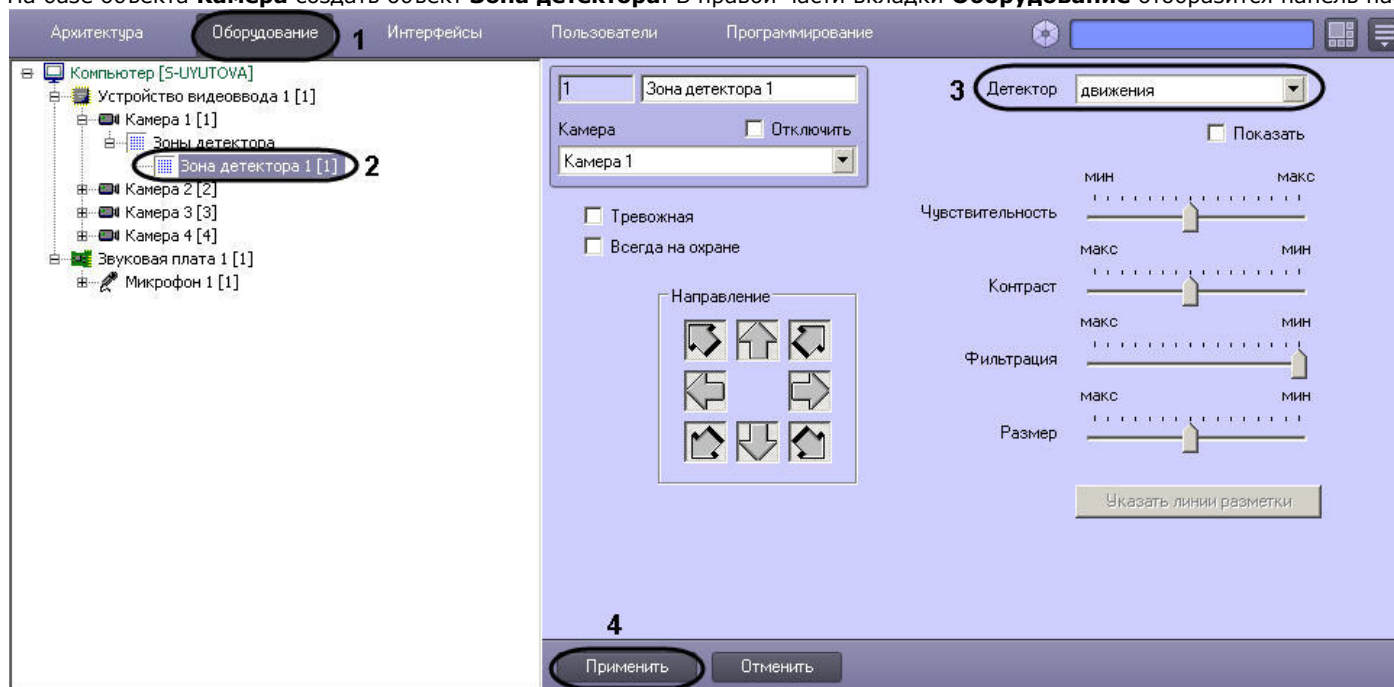 На базе объекта Камера создать объект Зона детектора. В правой части вкладки Оборудование отобразится панель
Архитектура Оборудование 1 Интерфейсы Пользователи Программирование
Компьютер [S-UYUTOVA]
Устройство видеоввода 1 [1]
Камера 1 [1]
Зоны детектора
Зона детектора 1 [1] 2
Камера 2 [2]
Камера 3 [3]
Камера 4 [4]
Звуковая плата 1 [1]
Микрофон 1 [1]
1 Зона детектора 1
Камера Отключить
Камера 1
Тревожная
Всегда на охране
Направление
3 Детектор движения
Показать
мин макс
Чувствительность
макс мин
Контраст
макс мин
Фильтрация
макс мин
Размер
Указать линии разметки
4
Применить Отменить